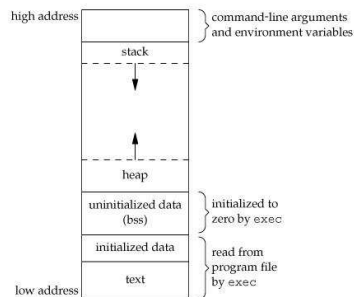 high address
command-line arguments
and environment variables
stack
heap
uninitialized data
(bss)
initialized to
zero by exec
initialized data
read from
program file
by exec
text
low address